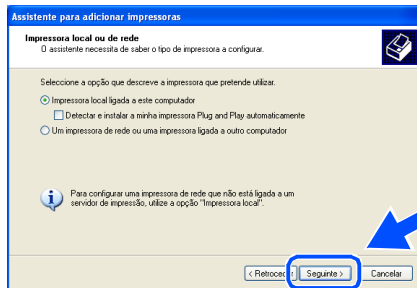 Assistente para adicionar impressoras
Impressora local ou de rede
O assistente necessita de saber o tipo de impressora a configurar.
Seleccione a opção que descreve a impressora que pretende utilizar.
Impressora local ligada a este computador
Detectar e instalar a minha impressora Plug and Play automaticamente
Um impressora de rede ou uma impressora ligada a outro computador
Para configurar uma impressora de rede que não está ligada a um
servidor de impressão, utilize a opção "Impressora local".
< Retroceder Seguinte > Cancelar